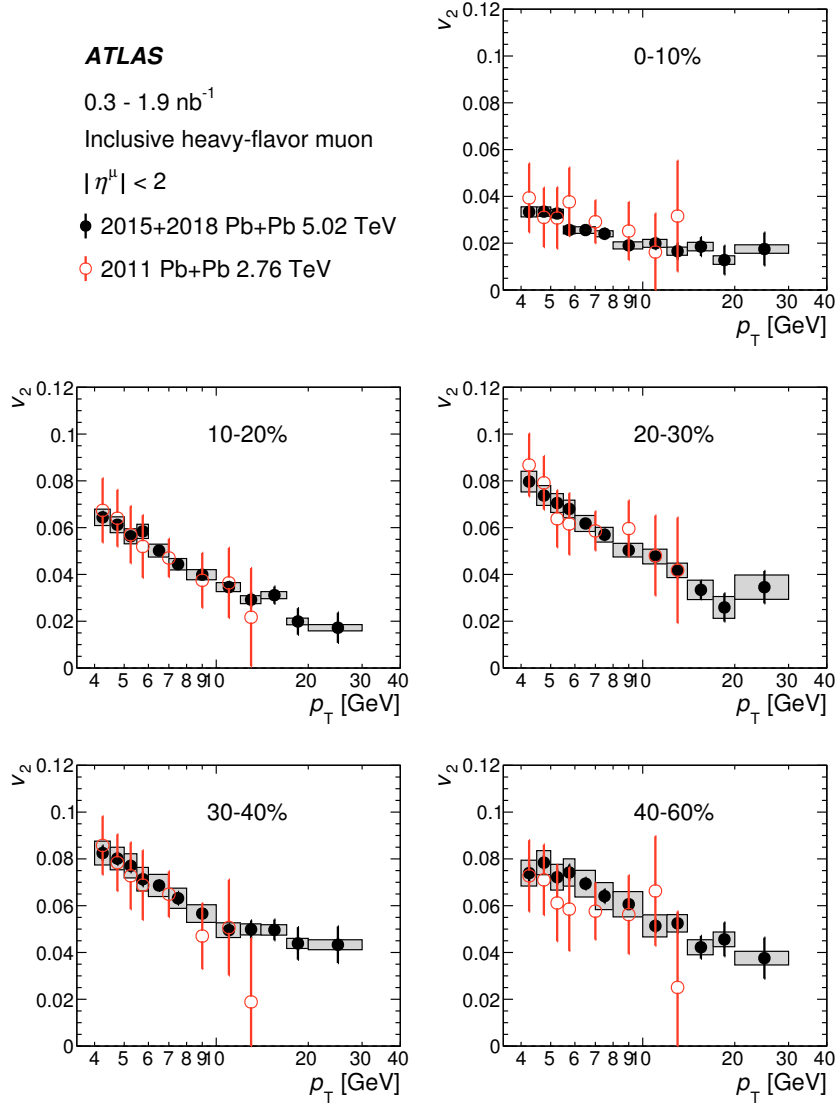 ATLAS
0.3 - 1.9 nb⁻¹
Inclusive heavy-flavor muon
|η^μ| < 2
2015+2018 Pb+Pb 5.02 TeV
2011 Pb+Pb 2.76 TeV
v₂
0.12
0.1
0.08
0.06
0.04
0.02
0
0-10%
4 5 6 7 8 9 10 20 30 40
p_T [GeV]
v₂
0.12
0.1
0.08
0.06
0.04
0.02
0
10-20%
4 5 6 7 8 9 10 20 30 40
p_T [GeV]
v₂
0.12
0.1
0.08
0.06
0.04
0.02
0
20-30%
4 5 6 7 8 9 10 20 30 40
p_T [GeV]
v₂
0.12
0.1
0.08
0.06
0.04
0.02
0
30-40%
4 5 6 7 8 9 10 20 30 40
p_T [GeV]
v₂
0.12
0.1
0.08
0.06
0.04
0.02
0
40-60%
4 5 6 7 8 9 10 20 30 40
p_T [GeV]